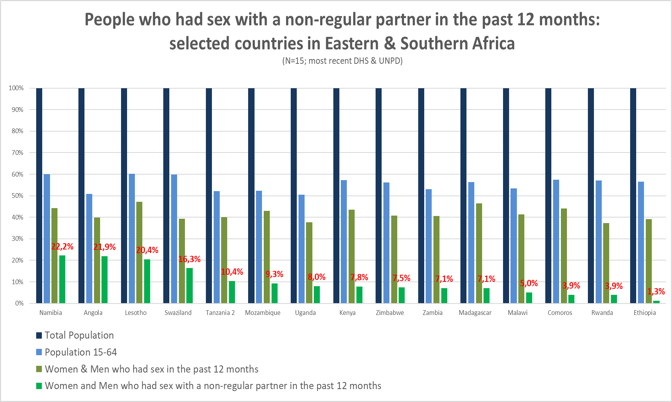 People who had sex with a non-regular partner in the past 12 months:
selected countries in Eastern & Southern Africa
(N=15; most recent DHS & UNPD)
100%
90%
80%
70%
60%
50%
40%
30%
20%
10%
0%
22,2%
21,9%
20,4%
16,3%
10,4%
9,3%
8,0%
7,8%
7,5%
7,1%
7,1%
5,0%
3,9%
3,9%
1,3%
Namibia
Angola
Lesotho
Swaziland
Tanzania 2
Mozambique
Uganda
Kenya
Zimbabwe
Zambia
Madagascar
Malawi
Comoros
Rwanda
Ethiopia
Total Population
Population 15-64
Women & Men who had sex in the past 12 months
Women and Men who had sex with a non-regular partner in the past 12 months